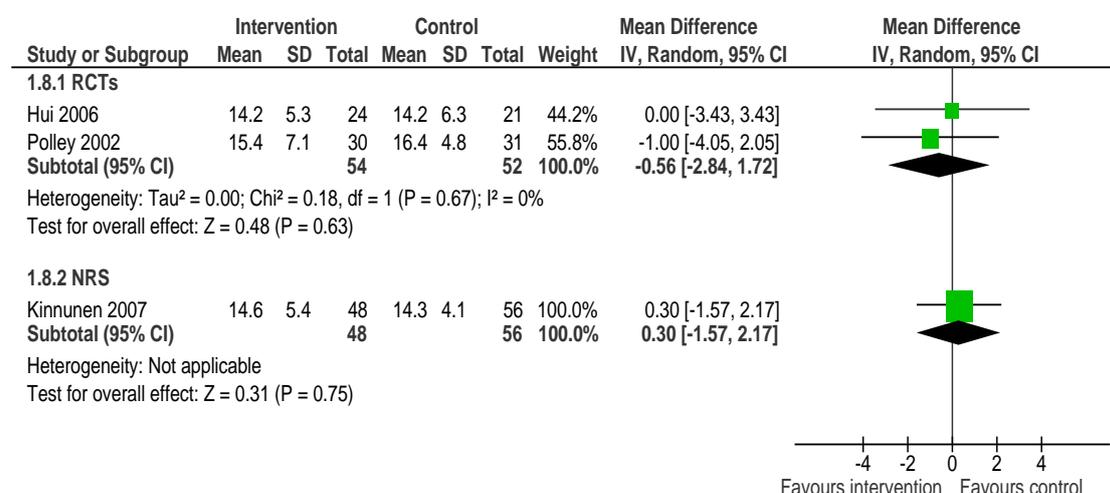 Intervention Control Mean Difference Mean Difference
Study or Subgroup Mean SD Total Mean SD Total Weight IV, Random, 95% CI IV, Random, 95% CI
1.8.1 RCTs
Hui 2006 14.2 5.3 24 14.2 6.3 21 44.2% 0.00 [-3.43, 3.43]
Polley 2002 15.4 7.1 30 16.4 4.8 31 55.8% -1.00 [-4.05, 2.05]
Subtotal (95% CI) 54 52 100.0% -0.56 [-2.84, 1.72]
Heterogeneity: Tau² = 0.00; Chi² = 0.18, df = 1 (P = 0.67); I² = 0%
Test for overall effect: Z = 0.48 (P = 0.63)
1.8.2 NRS
Kinnunen 2007 14.6 5.4 48 14.3 4.1 56 100.0% 0.30 [-1.57, 2.17]
Subtotal (95% CI) 48 56 100.0% 0.30 [-1.57, 2.17]
Heterogeneity: Not applicable
Test for overall effect: Z = 0.31 (P = 0.75)
-4 -2 0 2 4
Favours intervention Favours control